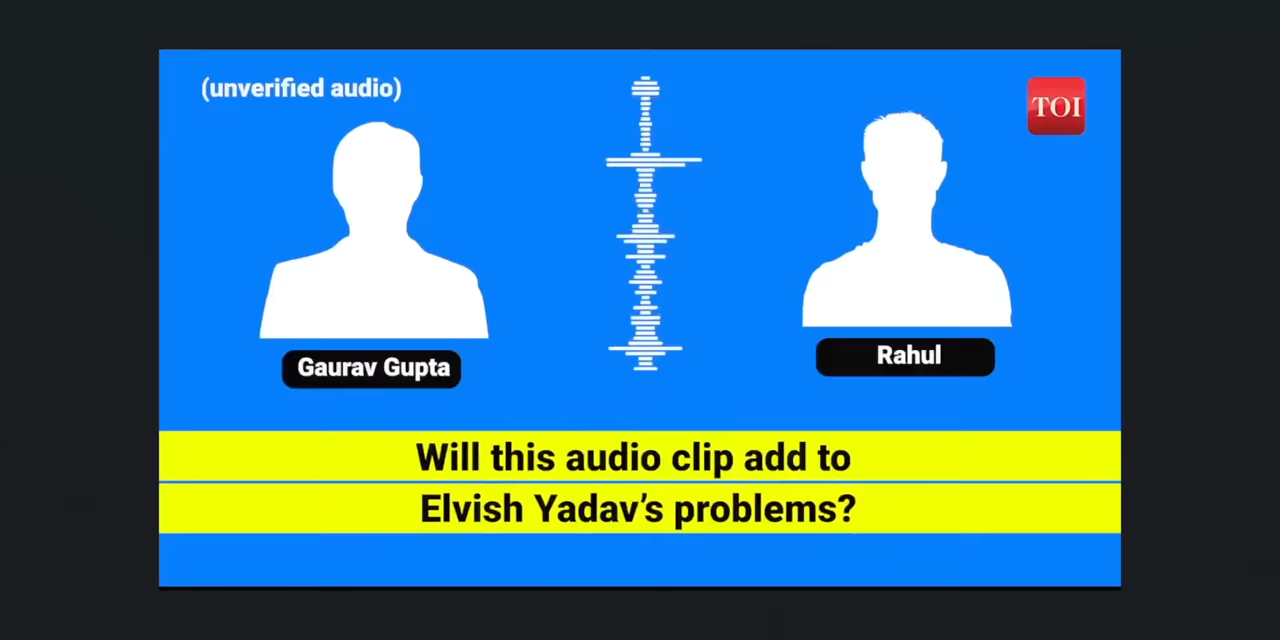 (unverified audio)
TOI
Gaurav Gupta
Rahul
Will this audio clip add to
Elvish Yadav's problems?